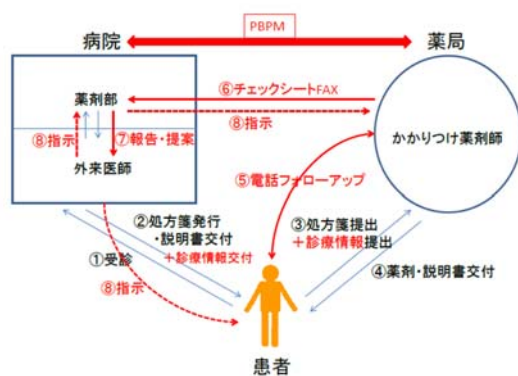 PBPM
病院
薬局
⑥チェックシートFAX
薬剤部
⑧指示
⑧指示
⑦報告・提案
かかりつけ薬剤師
外来医師
⑤電話フォローアップ
②処方箋発行
・説明書交付
＋診療情報交付
③処方箋提出
＋診療情報提出
①受診
④薬剤・説明書交付
⑧指示
患者